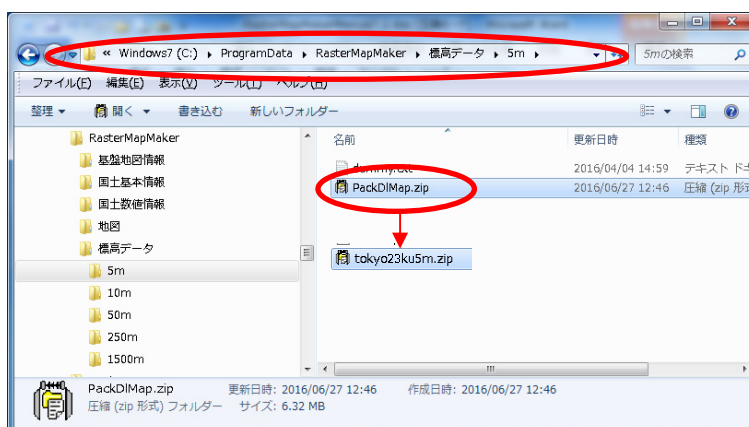 « Windows7 (C:) ▸ ProgramData ▸ RasterMapMaker ▸ 標高データ ▸ 5m ▸
5mの検索
ファイル(F) 編集(E) 表示(V) ツール(T) ヘルプ(H)
整理 ▼ 開く ▼ 書き込む 新しいフォルダー
RasterMapMaker
基盤地図情報
国土基本情報
国土数値情報
地図
標高データ
5m
10m
50m
250m
1500m
名前 更新日時 種類
2016/04/04 14:59 テキスト ドキ
PackDlMap.zip 2016/06/27 12:46 圧縮 (zip 形式)
tokyo23ku5m.zip
PackDlMap.zip 更新日時: 2016/06/27 12:46 作成日時: 2016/06/27 12:46
圧縮 (zip 形式) フォルダー サイズ: 6.32 MB